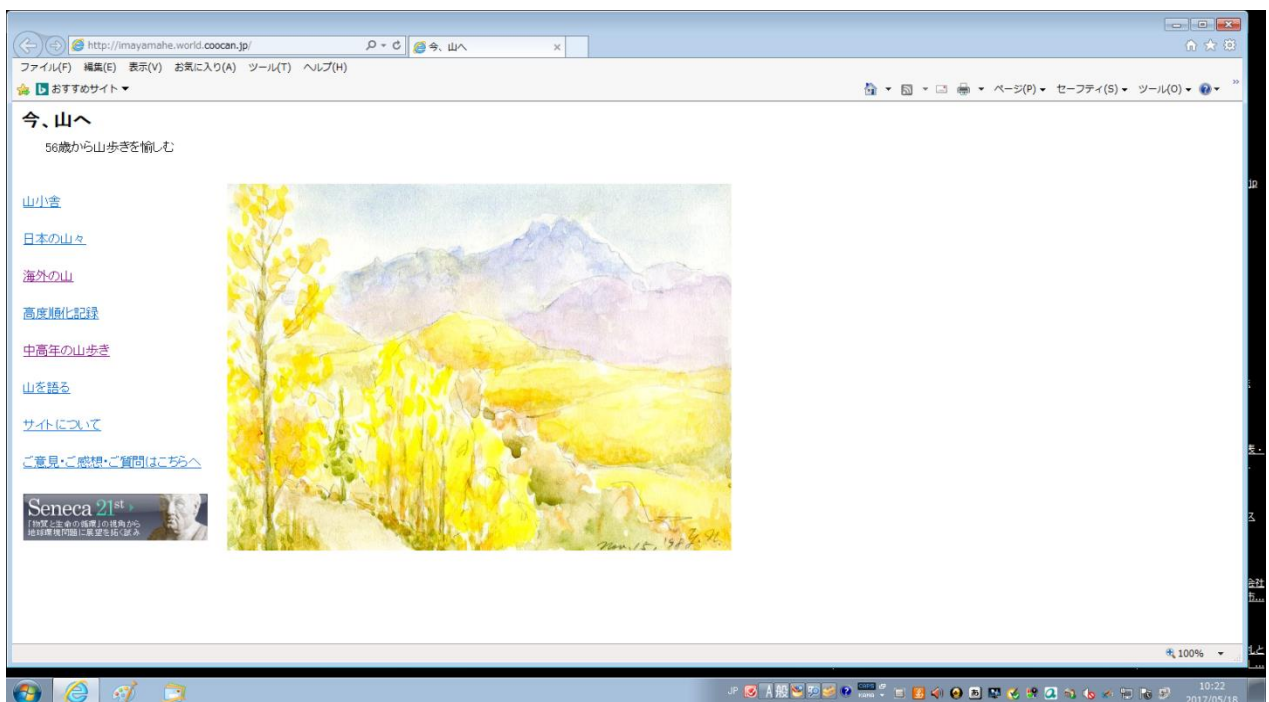 http://imayamahe.world.coocan.jp/
今、山へ
ファイル(F) 編集(E) 表示(V) お気に入り(A) ツール(T) ヘルプ(H)
おすすめサイト
ページ(P) セーフティ(S) ツール(O)
今、山へ
56歳から山歩きを愉しむ
山小舎
日本の山々
海外の山
高度順化記録
中高年の山歩き
山を語る
サイトについて
ご意見・ご感想・ご質問はこちらへ
Seneca 21st
「物質と生命の循環」の視角から
地球環境問題に展望を拓く試み
Nov. 15, '98 Y.H.
100%
JP A 般 CAPS KANA
10:22
2017/05/18